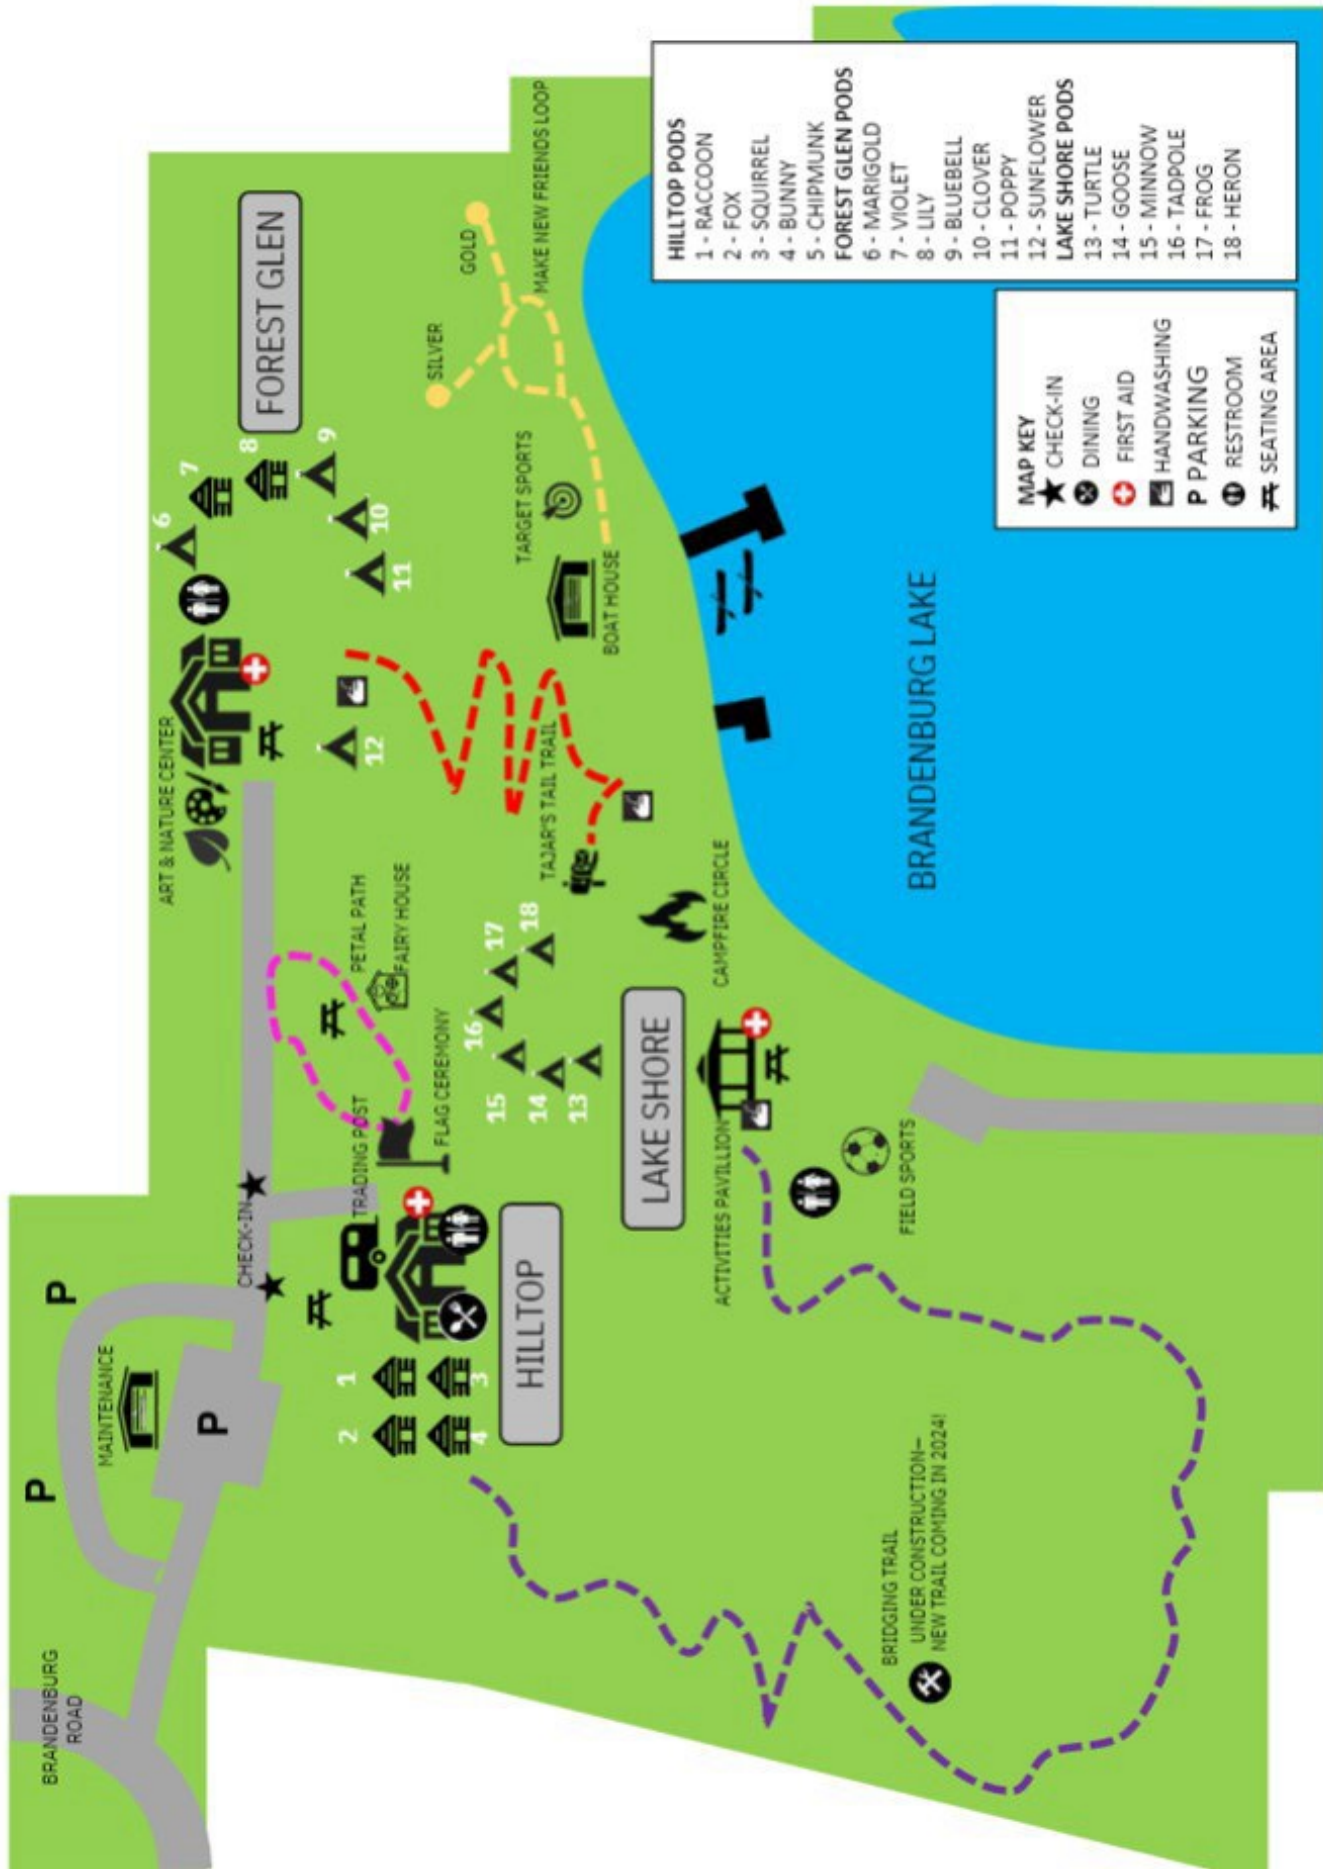 BRANDENBURG
ROAD
P
P
P
MAINTENANCE
CHECK-IN
ART & NATURE CENTER
FOREST GLEN
1
2
3
4
HILLTOP
TRADING POST
FLAG CEREMONY
PETAL PATH
FAIRY HOUSE
6
7
8
9
10
11
12
SILVER
GOLD
MAKE NEW FRIENDS LOOP
TARGET SPORTS
BOAT HOUSE
TAJAR'S TAIL TRAIL
15
16
17
18
14
13
LAKE SHORE
CAMPFIRE CIRCLE
ACTIVITIES PAVILLION
FIELD SPORTS
BRIDGING TRAIL
UNDER CONSTRUCTION—
NEW TRAIL COMING IN 2024!
BRANDENBURG LAKE
MAP KEY
CHECK-IN
DINING
FIRST AID
HANDWASHING
P PARKING
RESTROOM
SEATING AREA
HILLTOP PODS
1 - RACCOON
2 - FOX
3 - SQUIRREL
4 - BUNNY
5 - CHIPMUNK
FOREST GLEN PODS
6 - MARIGOLD
7 - VIOLET
8 - LILY
9 - BLUEBELL
10 - CLOVER
11 - POPPY
12 - SUNFLOWER
LAKE SHORE PODS
13 - TURTLE
14 - GOOSE
15 - MINNOW
16 - TADPOLE
17 - FROG
18 - HERON